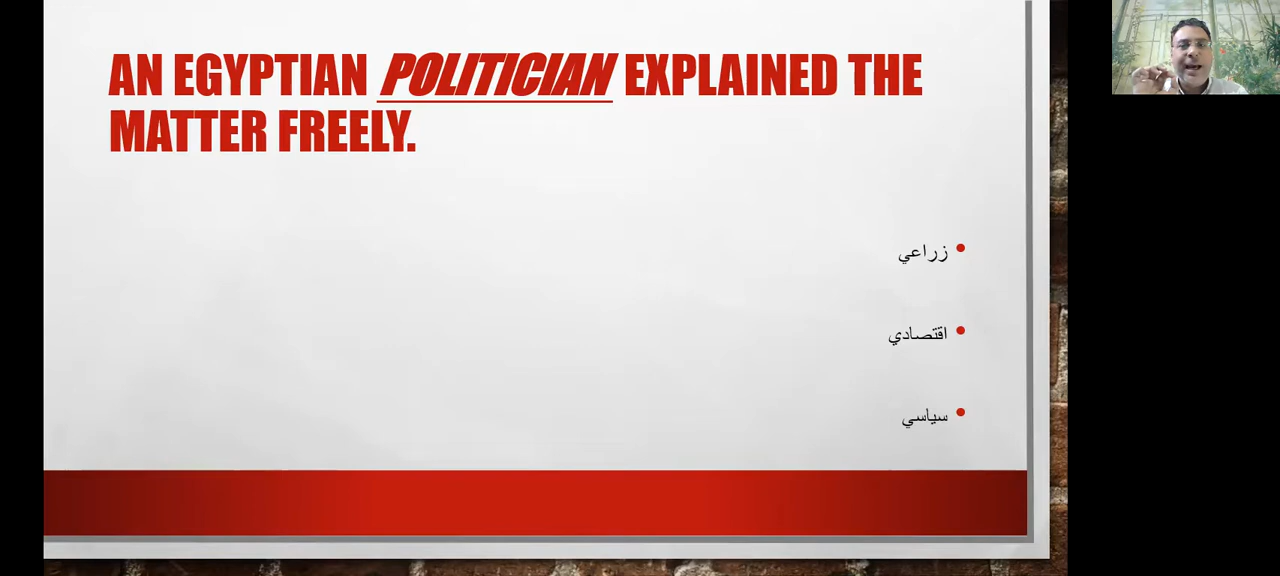 AN EGYPTIAN POLITICIAN EXPLAINED THE
MATTER FREELY.
زراعي
اقتصادي
سياسي